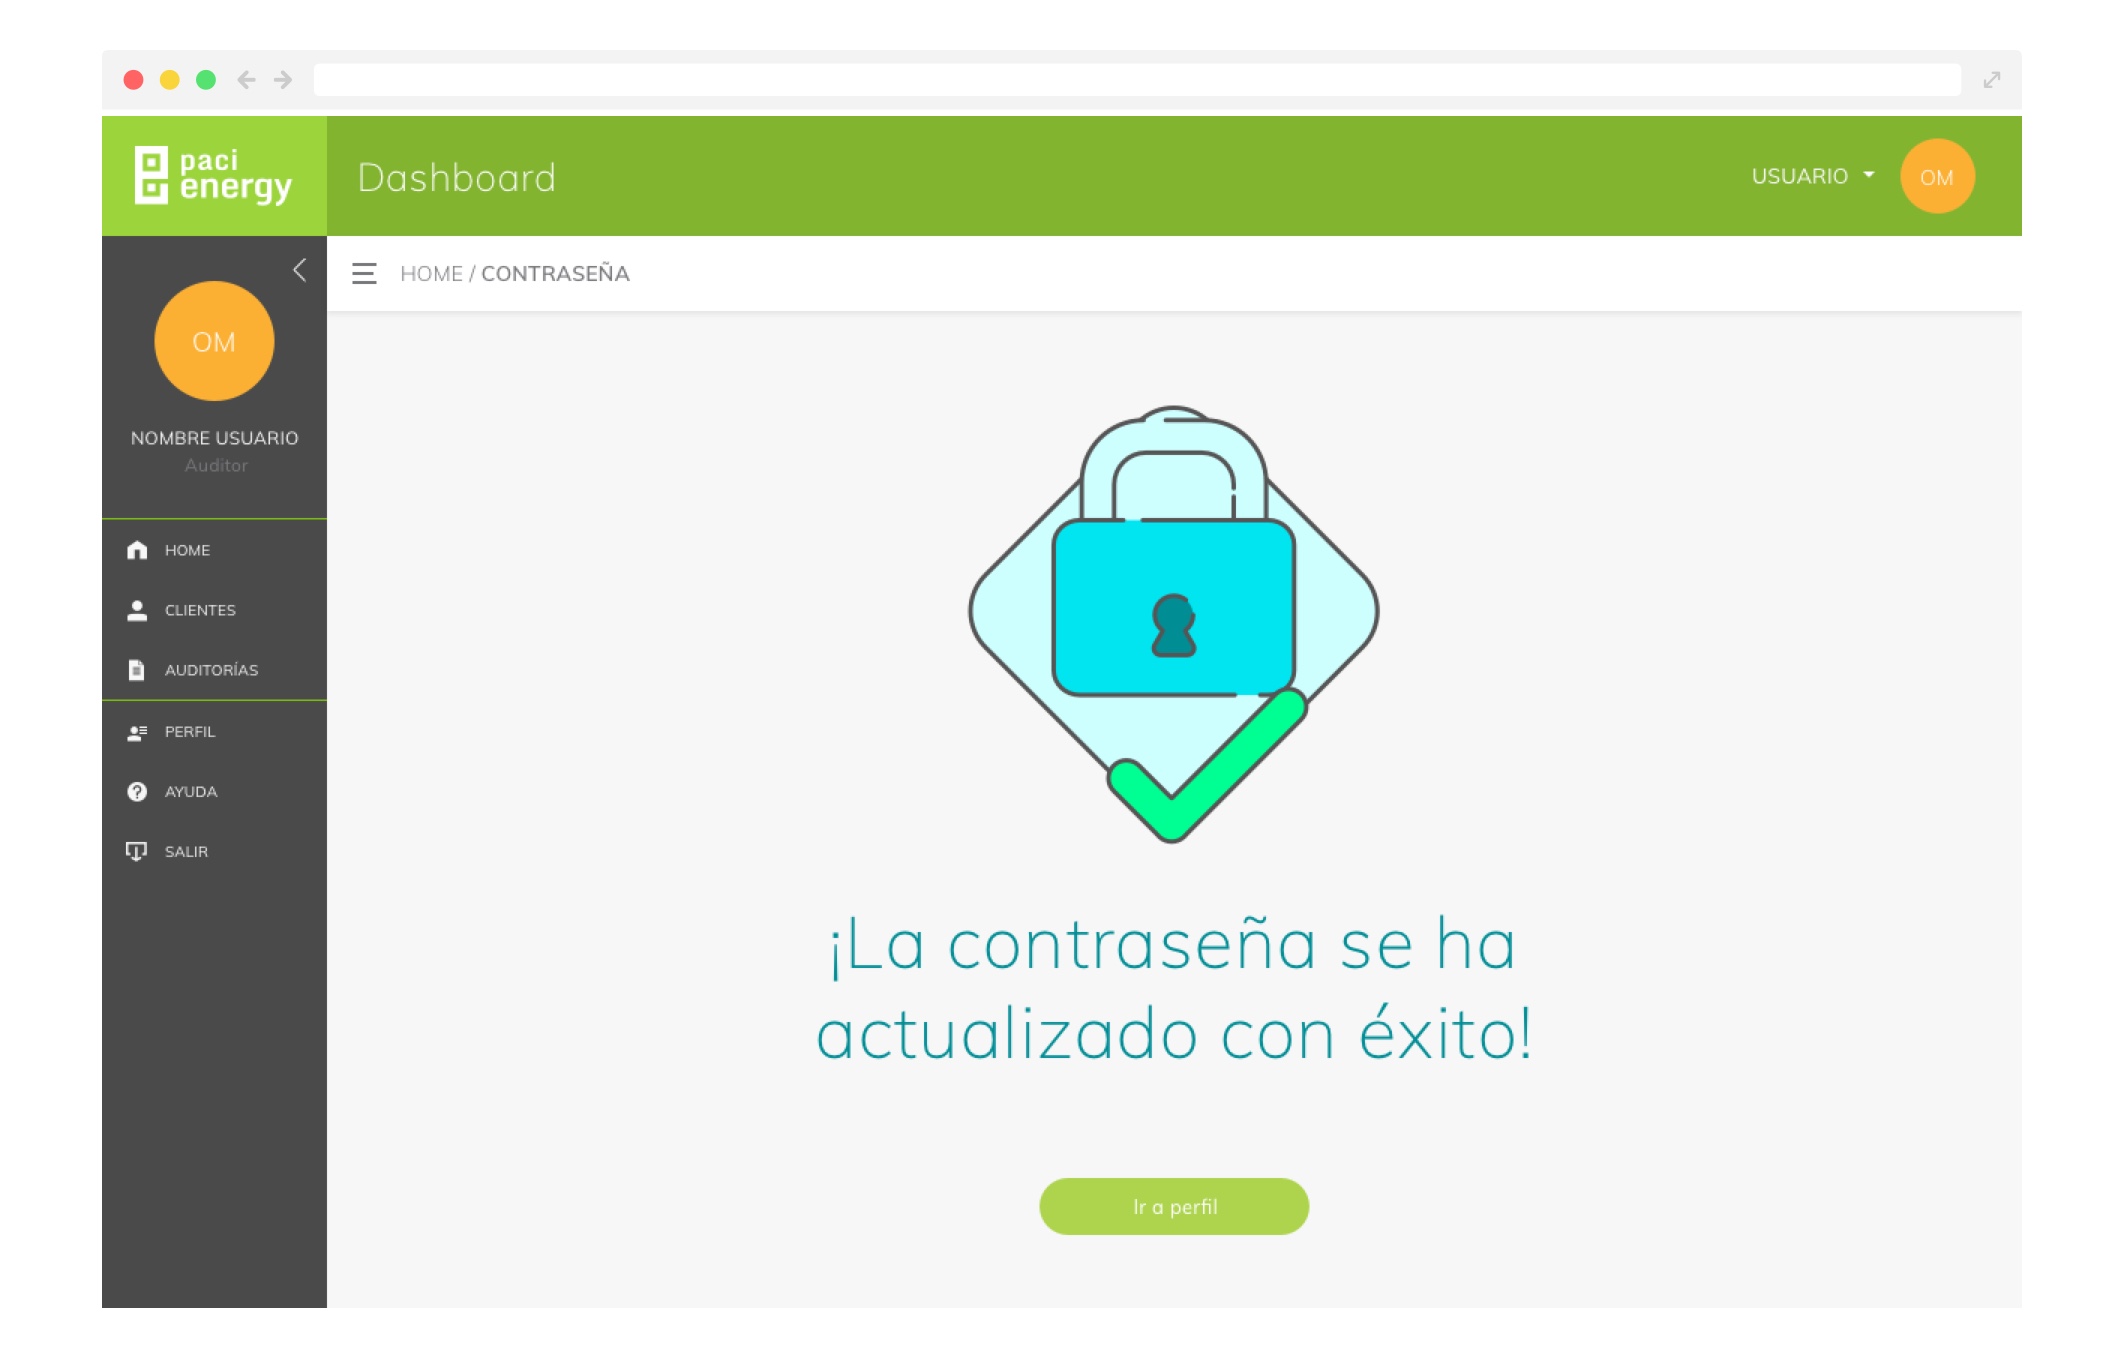 paci
energy
Dashboard
USUARIO
OM
HOME / CONTRASEÑA
OM
NOMBRE USUARIO
Auditor
HOME
CLIENTES
AUDITORÍAS
PERFIL
AYUDA
SALIR
¡La contraseña se ha
actualizado con éxito!
Ir a perfil